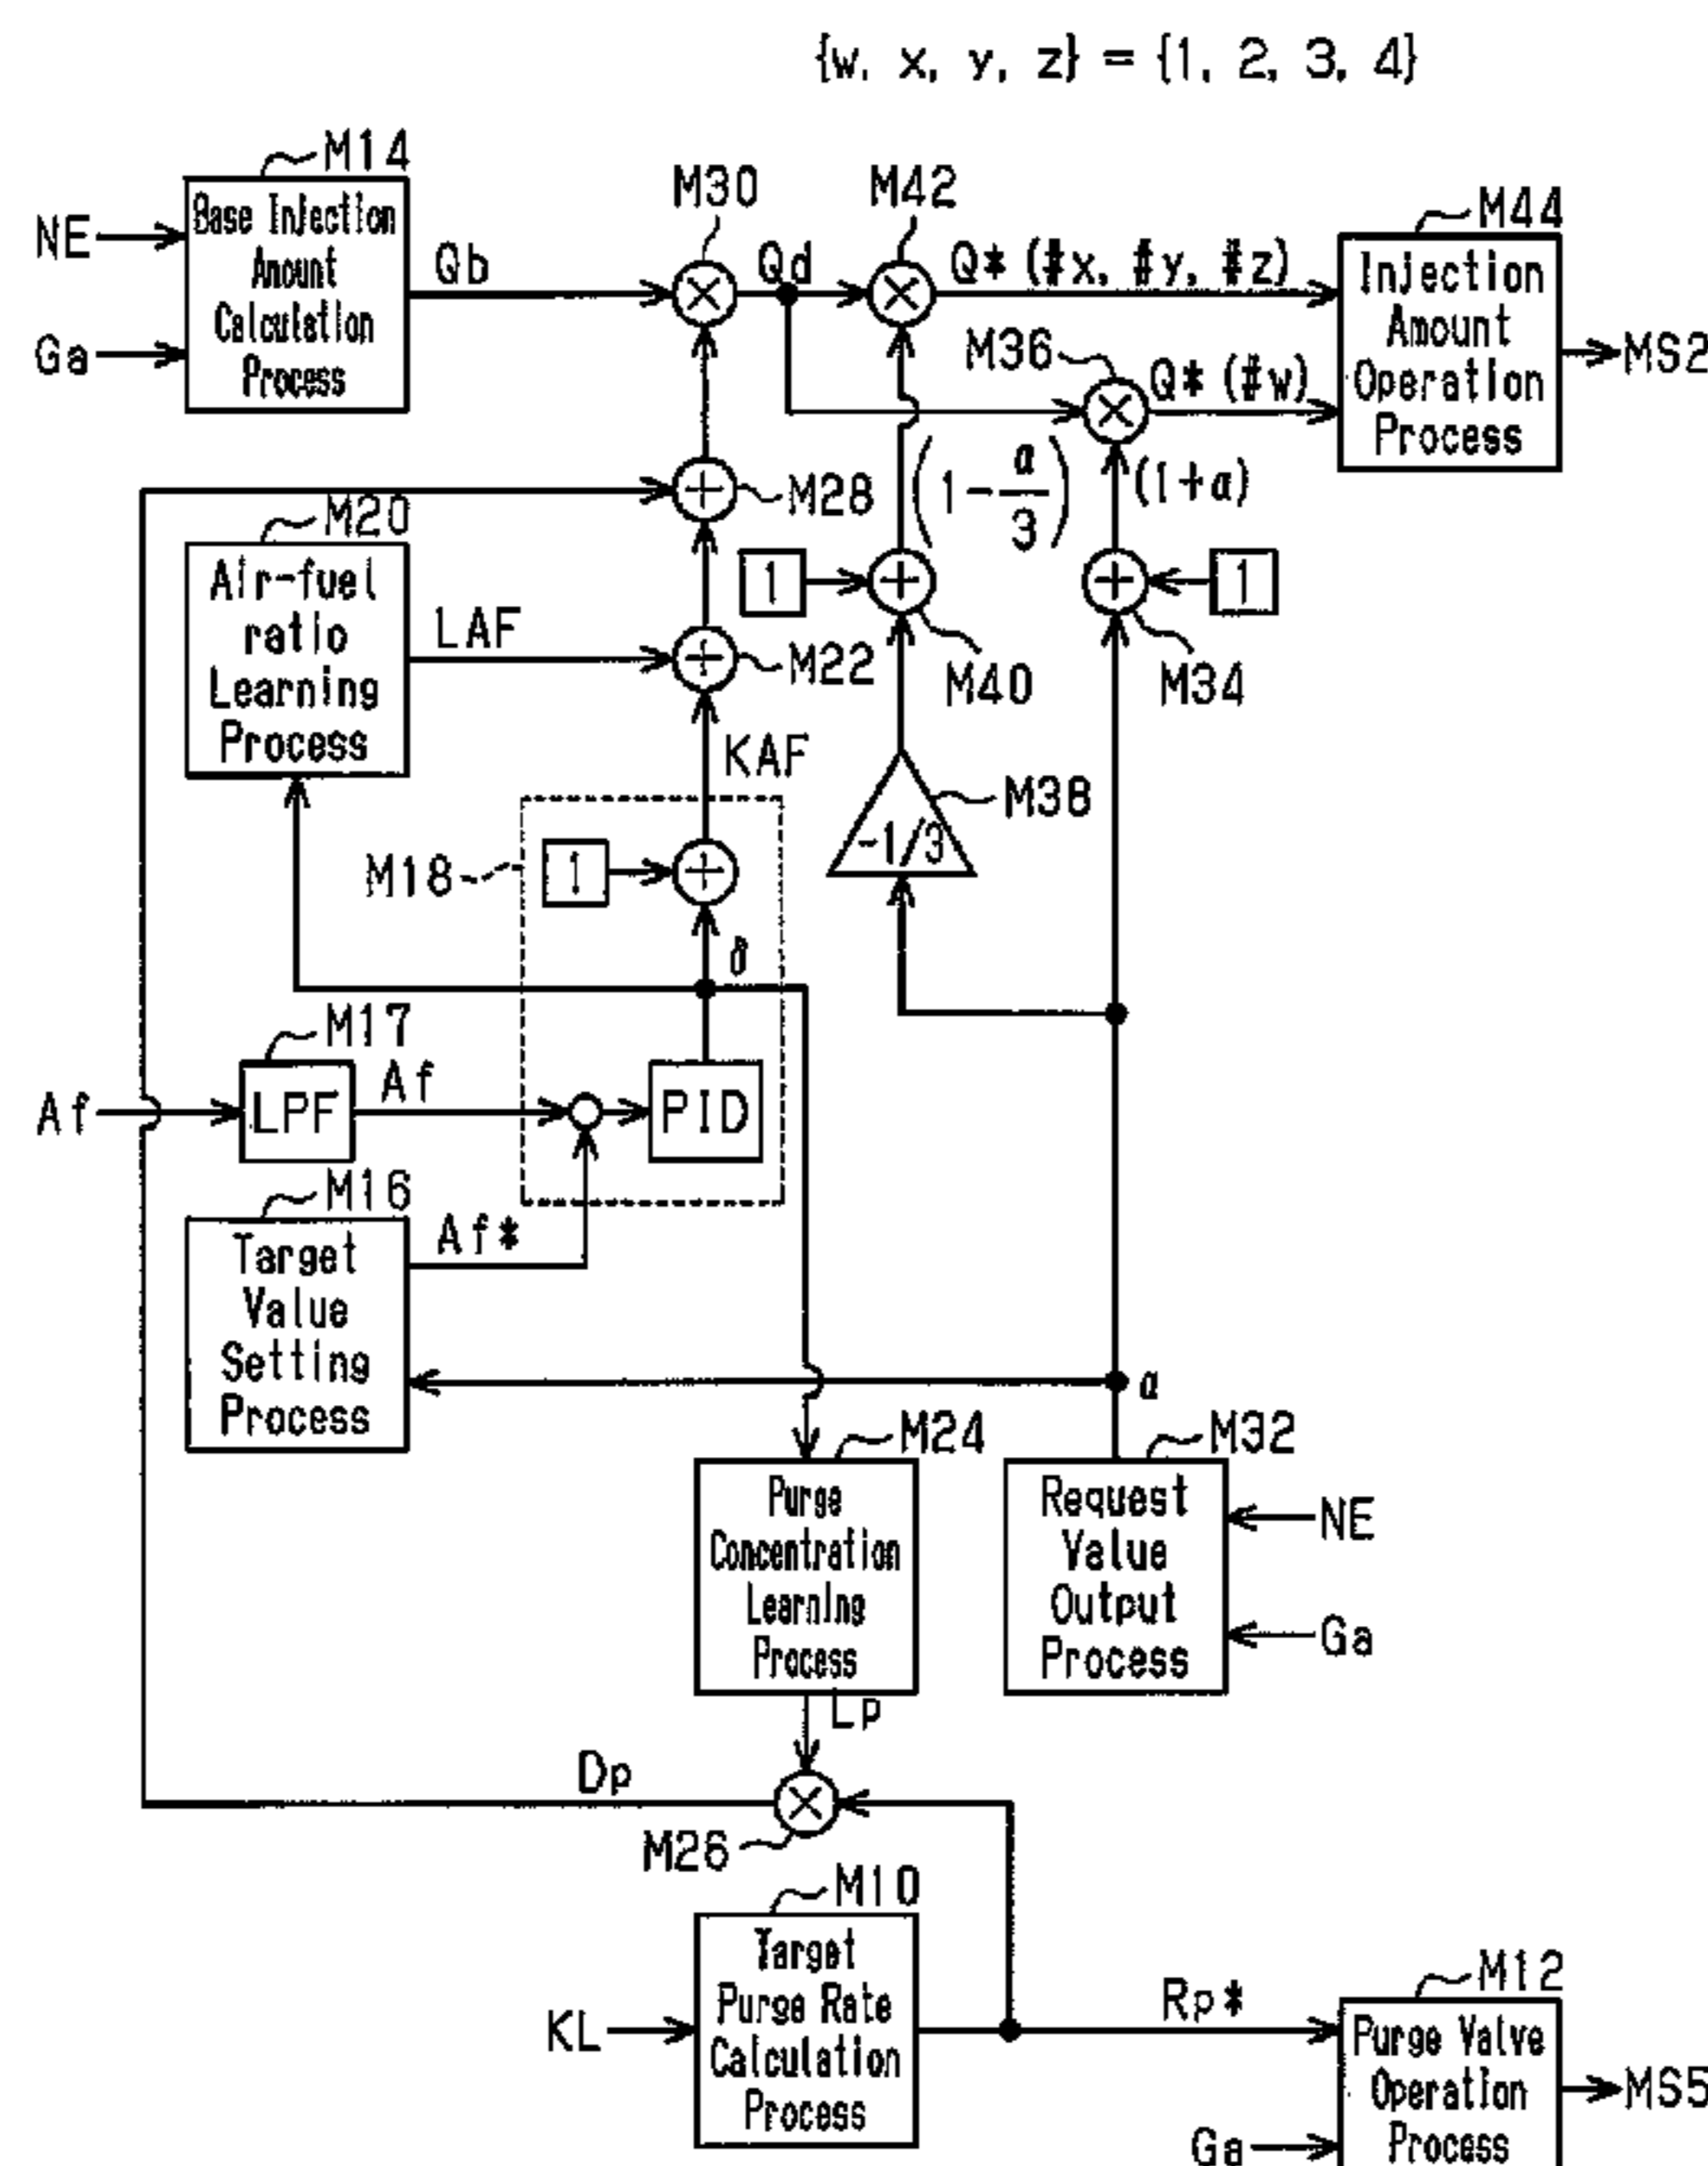 {w, x, y, z} = {1, 2, 3, 4}
M14
Base Injection
Amount
Calculation
Process
NE
Ga
Qb
M30
Qd
M42
Q* (#x, #y, #z)
M36
Q* (#w)
M44
Injection
Amount
Operation
Process
MS2
M28
(1-α/3)
(1+α)
M20
Air-fuel
ratio
Learning
Process
LAF
M22
1
M40
1
M34
KAF
M38
-1/3
M18
1
δ
M17
Af
LPF
Af
PID
M16
Target
Value
Setting
Process
Af*
α
M24
Purge
Concentration
Learning
Process
M32
Request
Value
Output
Process
NE
Ga
Lp
Dp
M26
M10
Target
Purge Rate
Calculation
Process
KL
Rp*
M12
Purge Valve
Operation
Process
MS5
Ga